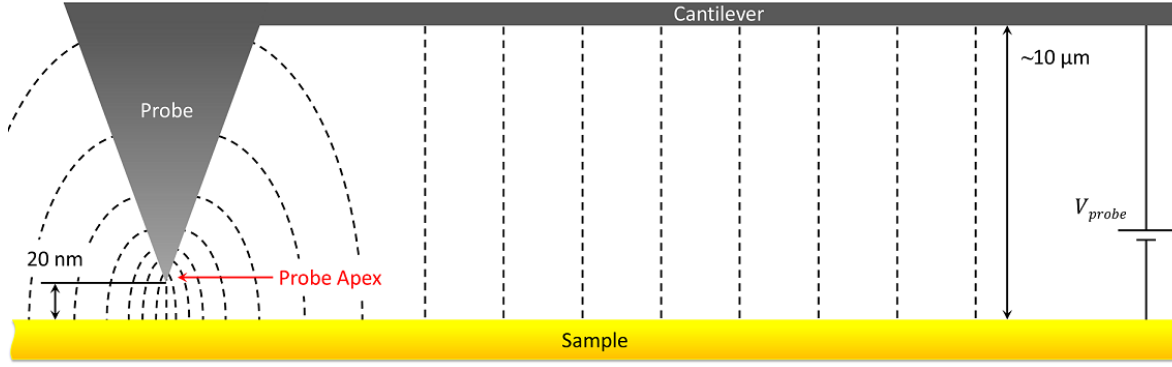 Cantilever
~10 μm
Probe
V_probe
20 nm
Probe Apex
Sample